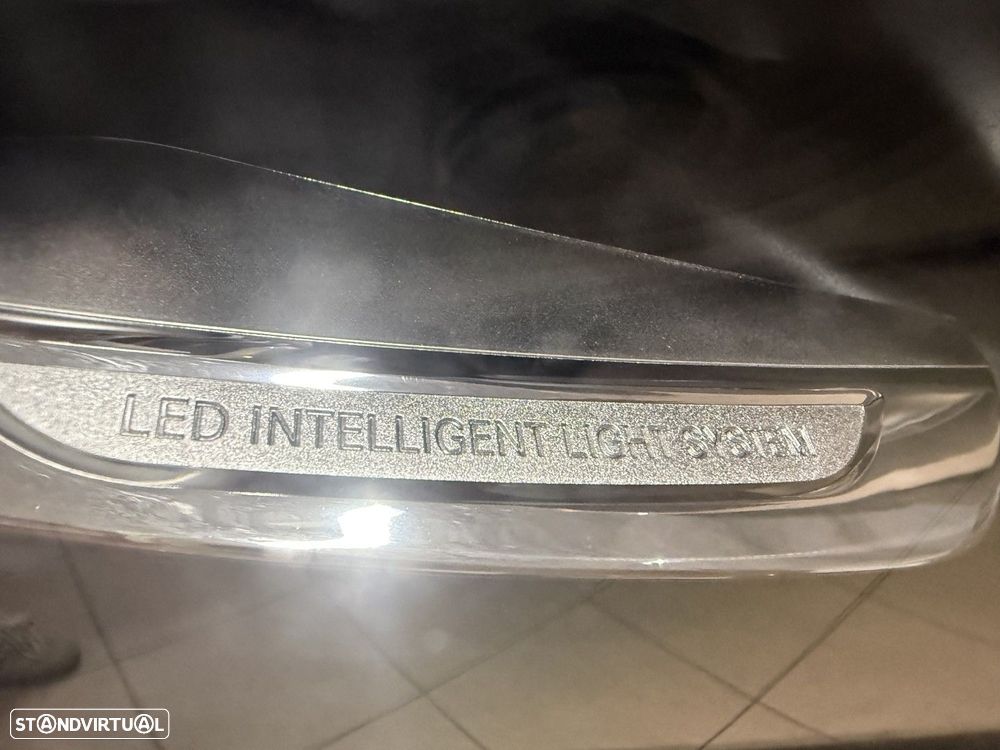 LED INTELLIGENT LIGHT SYSTEM
STANDVIRTUAL